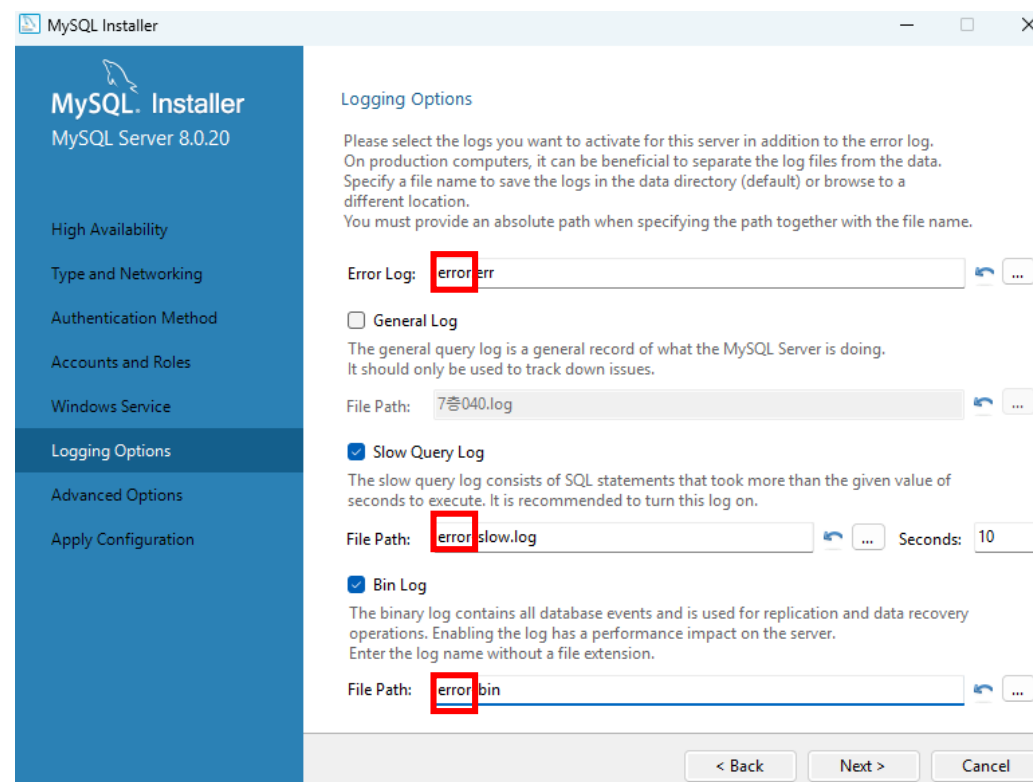 MySQL Installer
MySQL. Installer
MySQL Server 8.0.20
High Availability
Type and Networking
Authentication Method
Accounts and Roles
Windows Service
Logging Options
Advanced Options
Apply Configuration
Logging Options
Please select the logs you want to activate for this server in addition to the error log.
On production computers, it can be beneficial to separate the log files from the data.
Specify a file name to save the logs in the data directory (default) or browse to a
different location.
You must provide an absolute path when specifying the path together with the file name.
Error Log: error.err ...
General Log
The general query log is a general record of what the MySQL Server is doing.
It should only be used to track down issues.
File Path: 7층040.log ...
Slow Query Log
The slow query log consists of SQL statements that took more than the given value of
seconds to execute. It is recommended to turn this log on.
File Path: error-slow.log ... Seconds: 10
Bin Log
The binary log contains all database events and is used for replication and data recovery
operations. Enabling the log has a performance impact on the server.
Enter the log name without a file extension.
File Path: error-bin ...
< Back Next > Cancel